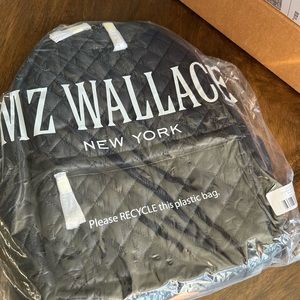 MZ WALLACE
NEW YORK
Please RECYCLE this plastic bag.